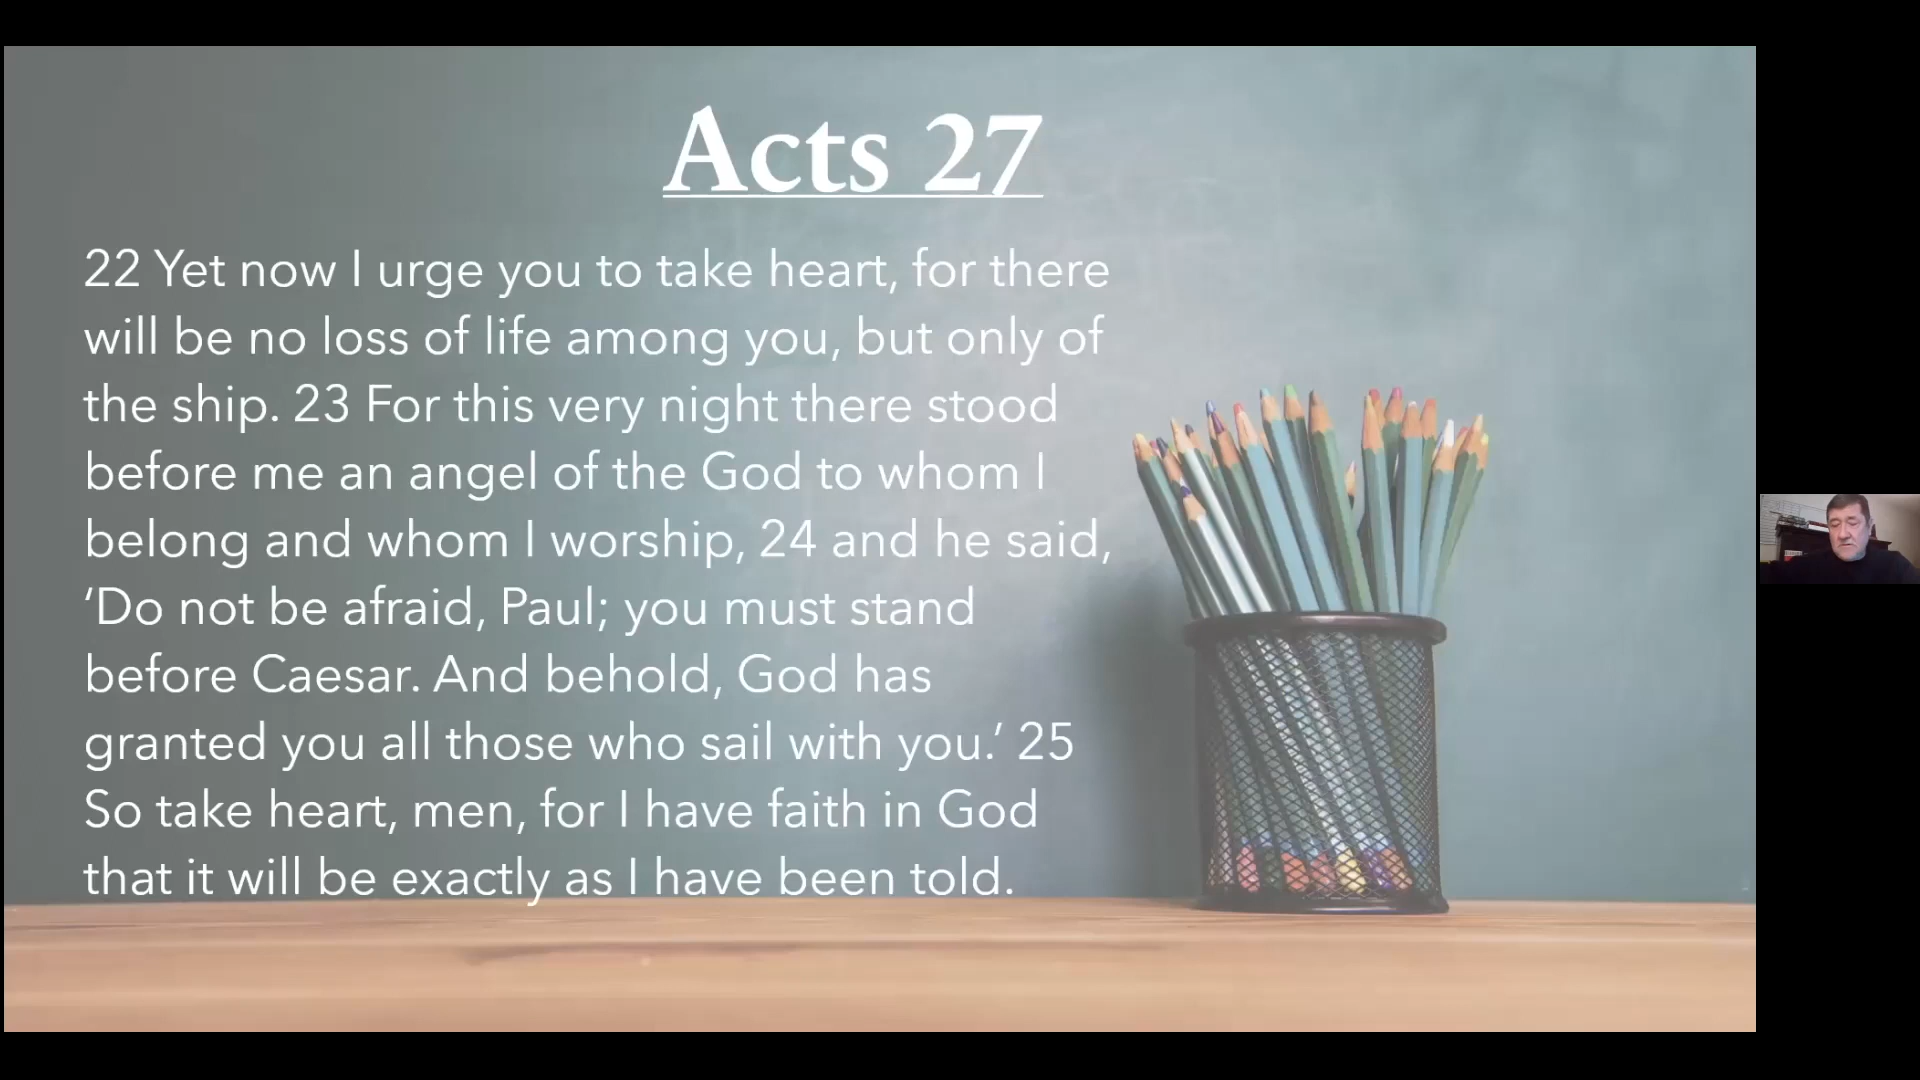 Acts 27
22 Yet now I urge you to take heart, for there
will be no loss of life among you, but only of
the ship. 23 For this very night there stood
before me an angel of the God to whom I
belong and whom I worship, 24 and he said,
‘Do not be afraid, Paul; you must stand
before Caesar. And behold, God has
granted you all those who sail with you.’ 25
So take heart, men, for I have faith in God
that it will be exactly as I have been told.